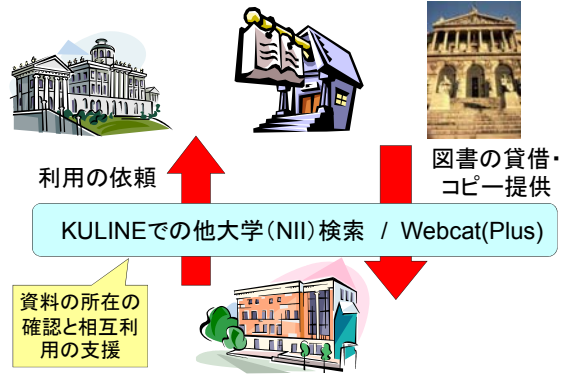 利用の依頼
図書の貸借・
コピー提供
KULINEでの他大学(NII)検索 / Webcat(Plus)
資料の所在の
確認と相互利
用の支援